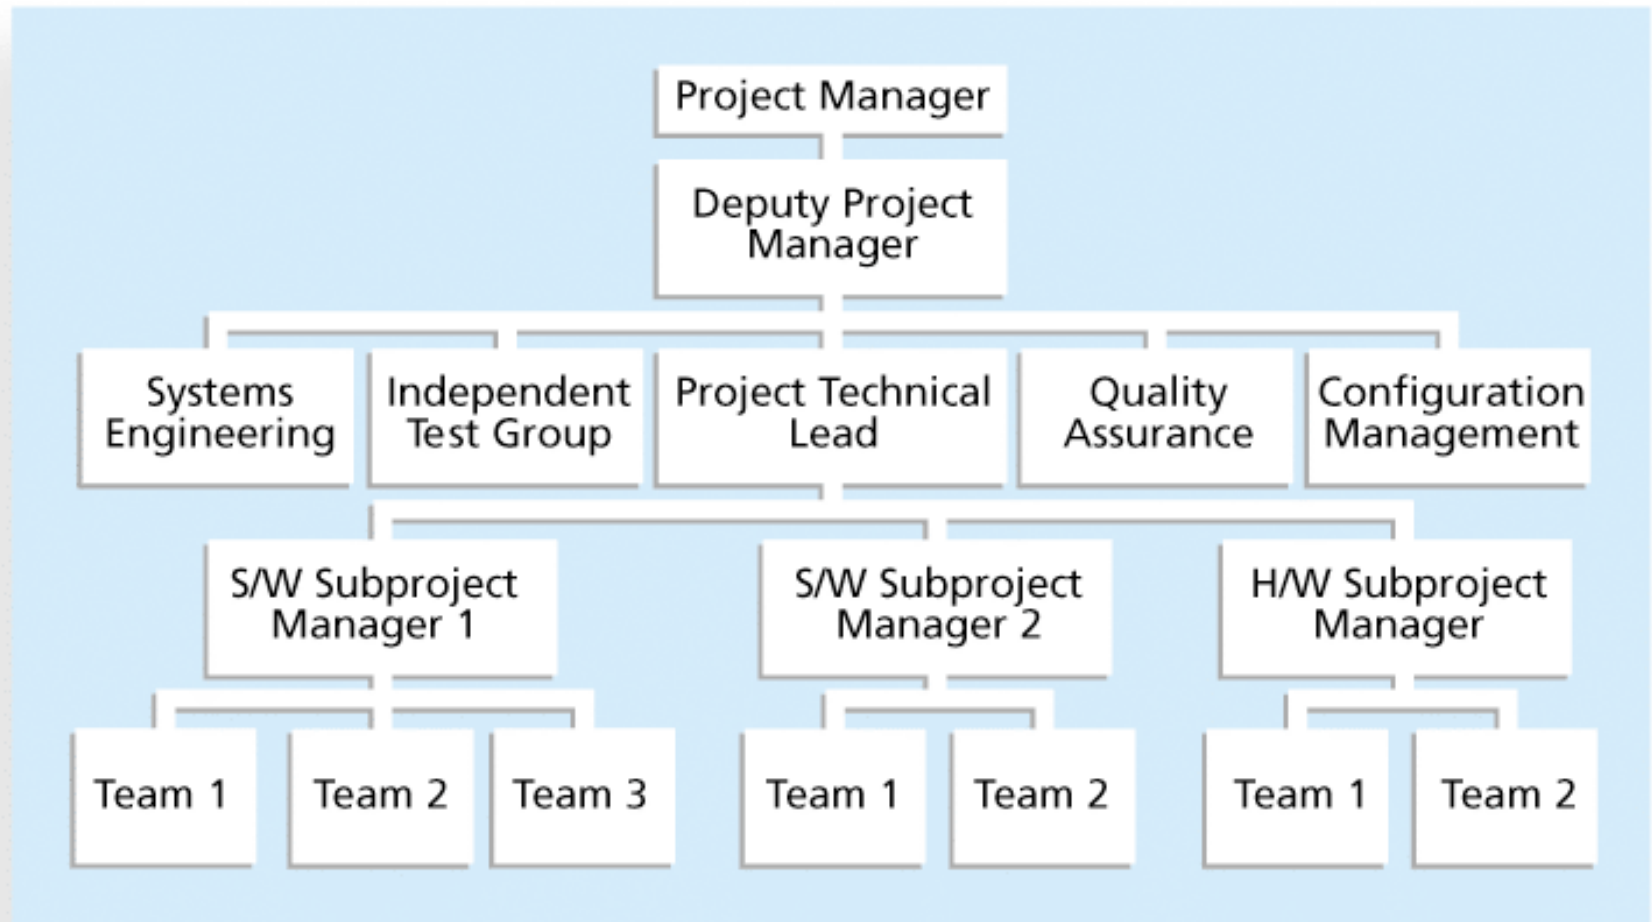 Project Manager
Deputy Project
Manager
Systems
Engineering
Independent
Test Group
Project Technical
Lead
Quality
Assurance
Configuration
Management
S/W Subproject
Manager 1
S/W Subproject
Manager 2
H/W Subproject
Manager
Team 1
Team 2
Team 3
Team 1
Team 2
Team 1
Team 2